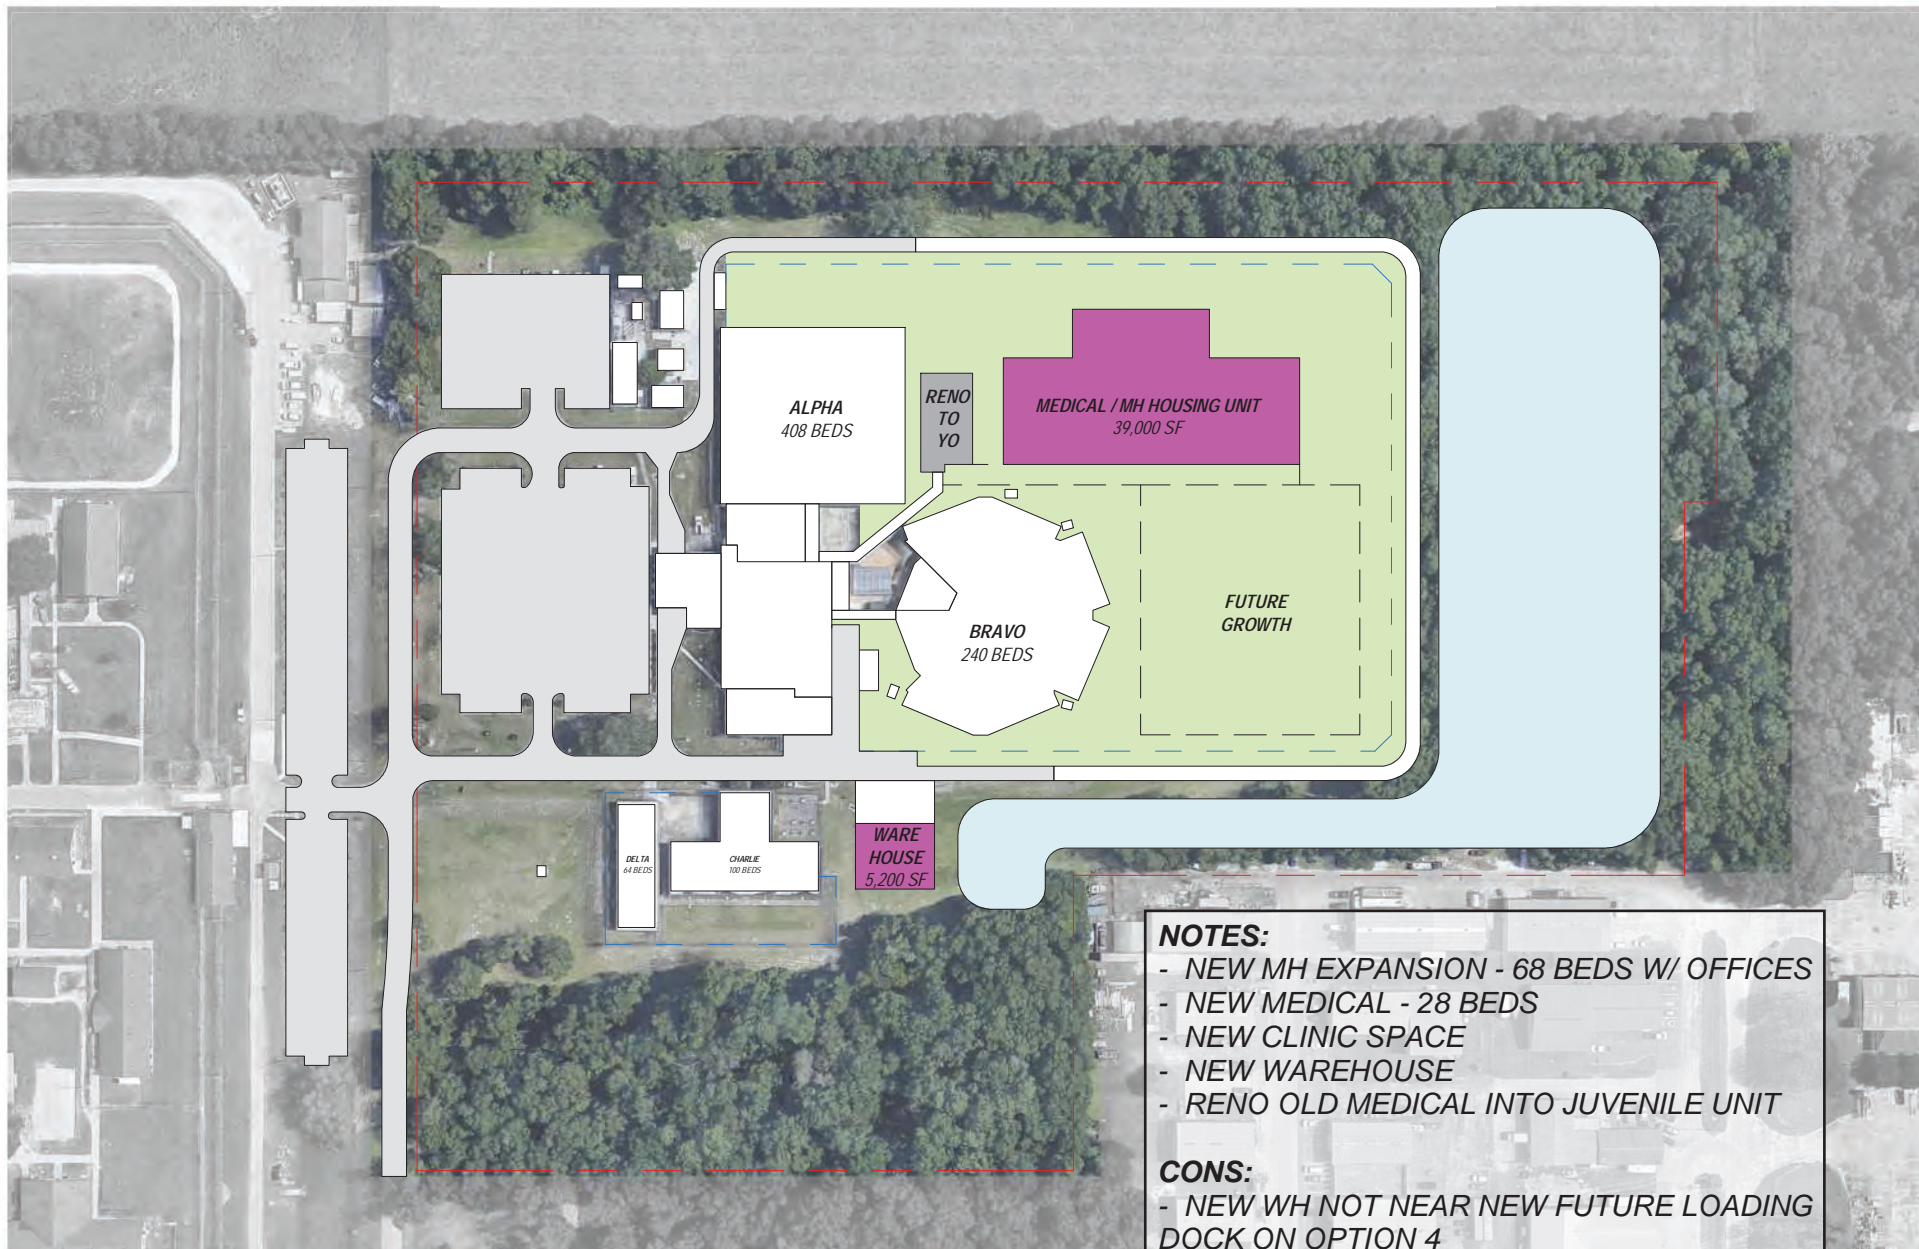 ALPHA
408 BEDS
RENO
TO
YO
MEDICAL / MH HOUSING UNIT
39,000 SF
BRAVO
240 BEDS
FUTURE
GROWTH
DELTA
64 BEDS
CHARLIE
100 BEDS
WARE
HOUSE
5,200 SF
NOTES:
- NEW MH EXPANSION - 68 BEDS W/ OFFICES
- NEW MEDICAL - 28 BEDS
- NEW CLINIC SPACE
- NEW WAREHOUSE
- RENO OLD MEDICAL INTO JUVENILE UNIT
CONS:
- NEW WH NOT NEAR NEW FUTURE LOADING
DOCK ON OPTION 4